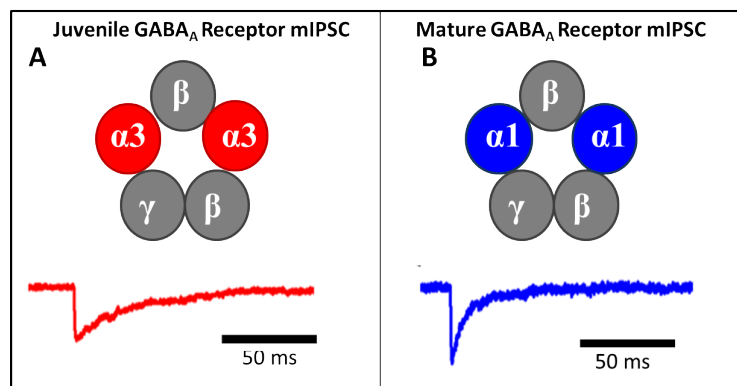 Juvenile GABAA Receptor mIPSC
A
β
α3 α3
γ β
50 ms
Mature GABAA Receptor mIPSC
B
β
α1 α1
γ β
50 ms